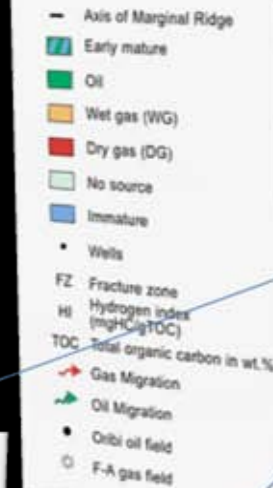 Axis of Marginal Ridge
Early mature
Oil
Wet gas (WG)
Dry gas (DG)
No source
Immature
Wells
FZ Fracture zone
HI Hydrogen index
(mgHC/gTOC)
TOC Total organic carbon in wt.%
Gas Migration
Oil Migration
Oribi oil field
F-A gas field